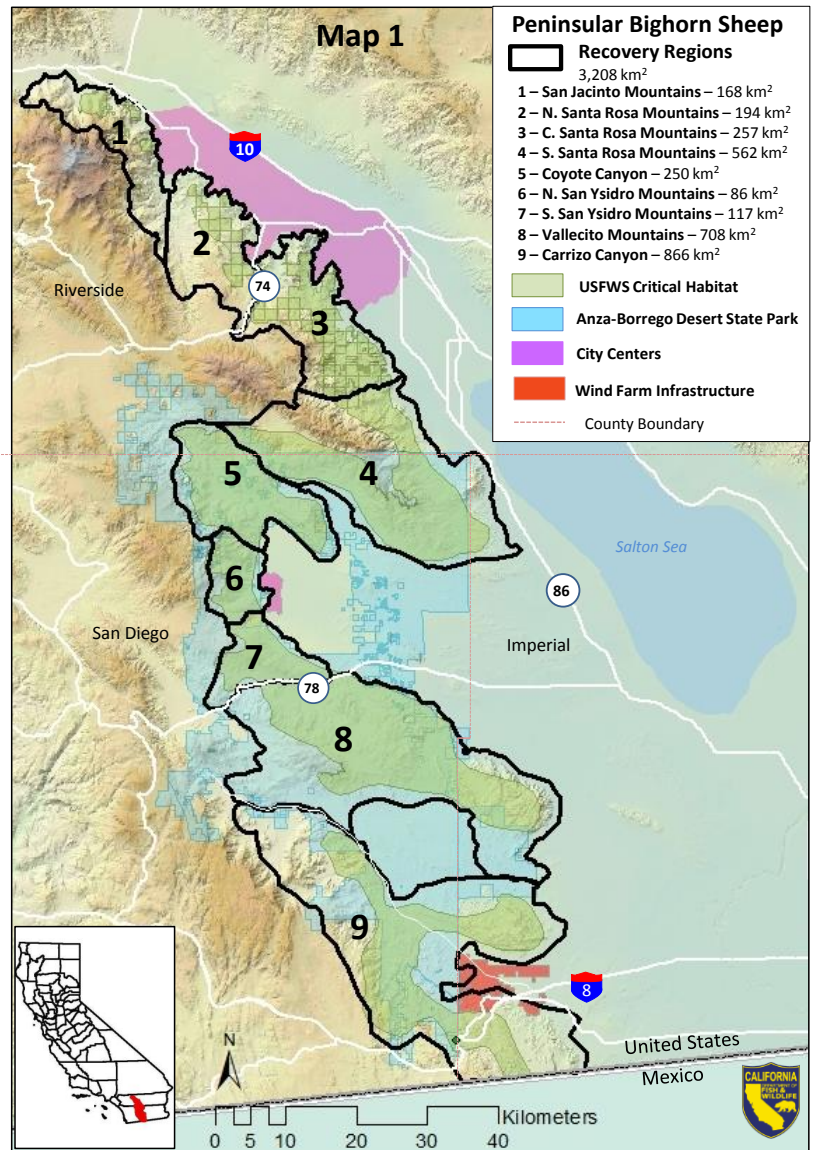 Map 1
Peninsular Bighorn Sheep
Recovery Regions
3,208 km²
1 – San Jacinto Mountains – 168 km²
2 – N. Santa Rosa Mountains – 194 km²
3 – C. Santa Rosa Mountains – 257 km²
4 – S. Santa Rosa Mountains – 562 km²
5 – Coyote Canyon – 250 km²
6 – N. San Ysidro Mountains – 86 km²
7 – S. San Ysidro Mountains – 117 km²
8 – Vallecito Mountains – 708 km²
9 – Carrizo Canyon – 866 km²
USFWS Critical Habitat
Anza-Borrego Desert State Park
City Centers
Wind Farm Infrastructure
County Boundary
1
10
2
74
Riverside
3
5
4
Salton Sea
6
86
San Diego
Imperial
7
78
8
9
8
United States
Mexico
N
Kilometers
0 5 10 20 30 40
CALIFORNIA
DEPARTMENT OF
FISH &
WILDLIFE